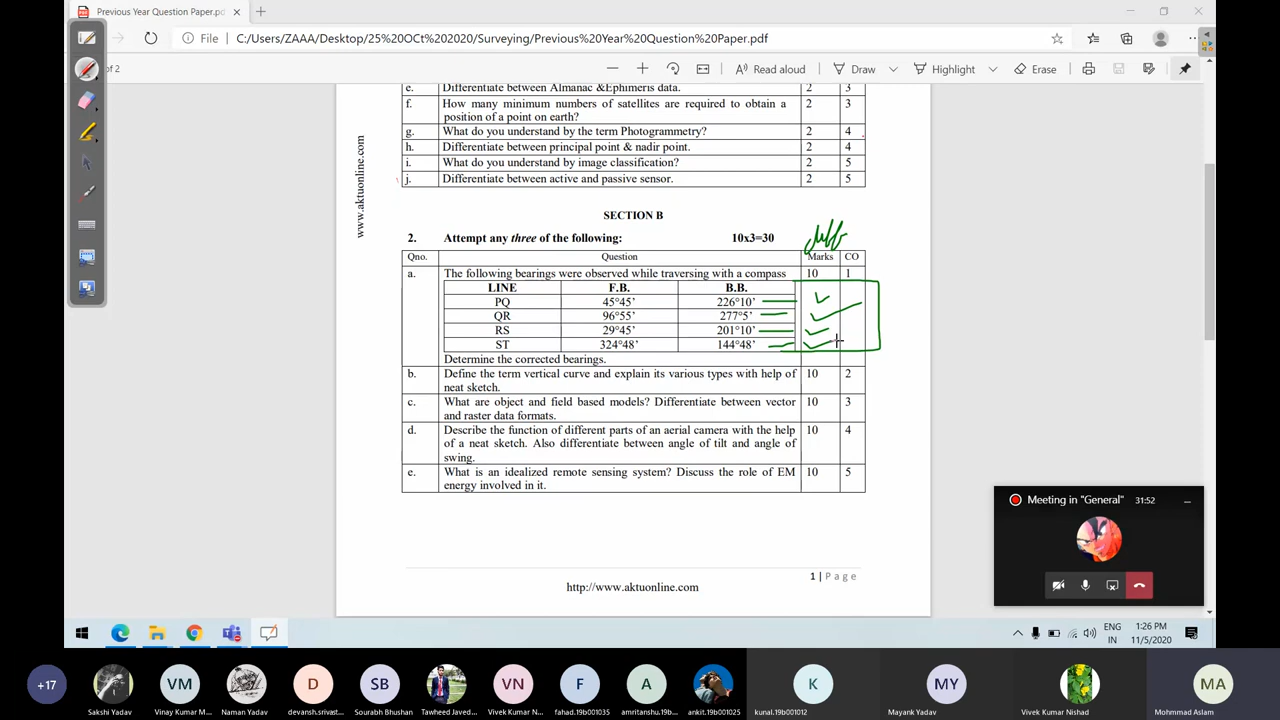 Previous Year Question Paper.pdf
File
C:/Users/ZAAA/Desktop/25%20OCt%202020/Surveying/Previous%20Year%20Question%20Paper.pdf
of 2
Read aloud
Draw
Highlight
Erase
e. Differentiate between Almanac &Ephimeris data. 2 3
f. How many minimum numbers of satellites are required to obtain a 2 3
position of a point on earth?
g. What do you understand by the term Photogrammetry? 2 4
h. Differentiate between principal point & nadir point. 2 4
i. What do you understand by image classification? 2 5
j. Differentiate between active and passive sensor. 2 5
www.aktuonline.com
SECTION B
2. Attempt any three of the following: 10x3=30
Qno. Question Marks CO
a. The following bearings were observed while traversing with a compass 10 1
LINE F.B. B.B.
PQ 45°45' 226°10'
QR 96°55' 277°5'
RS 29°45' 201°10'
ST 324°48' 144°48'
Determine the corrected bearings.
b. Define the term vertical curve and explain its various types with help of 10 2
neat sketch.
c. What are object and field based models? Differentiate between vector 10 3
and raster data formats.
d. Describe the function of different parts of an aerial camera with the help 10 4
of a neat sketch. Also differentiate between angle of tilt and angle of
swing.
e. What is an idealized remote sensing system? Discuss the role of EM 10 5
energy involved in it.
1 | Page
http://www.aktuonline.com
Meeting in "General" 31:52
ENG
IN
1:26 PM
11/5/2020
+17
VM
D
SB
VN
F
A
K
MY
MA
Sakshi Yadav
Vinay Kumar M...
Naman Yadav
devansh.srivast...
Sourabh Bhushan
Tawheed Javed...
Vivek Kumar N...
fahad.19b001035
amritanshu.19b...
ankit.19b001026
kunal.19b001012
Mayank Yadav
Vivek Kumar Nishad
Mohmmad Aslam